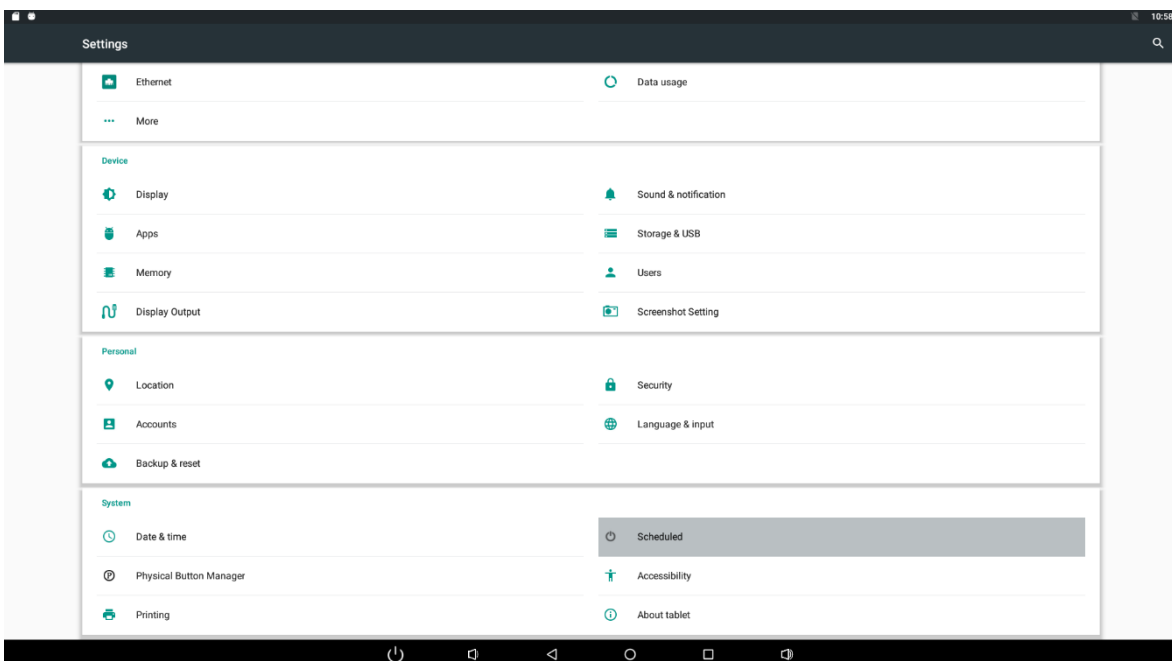 10:58
Settings
Ethernet
Data usage
More
Device
Display
Sound & notification
Apps
Storage & USB
Memory
Users
Display Output
Screenshot Setting
Personal
Location
Security
Accounts
Language & input
Backup & reset
System
Date & time
Scheduled
Physical Button Manager
Accessibility
Printing
About tablet